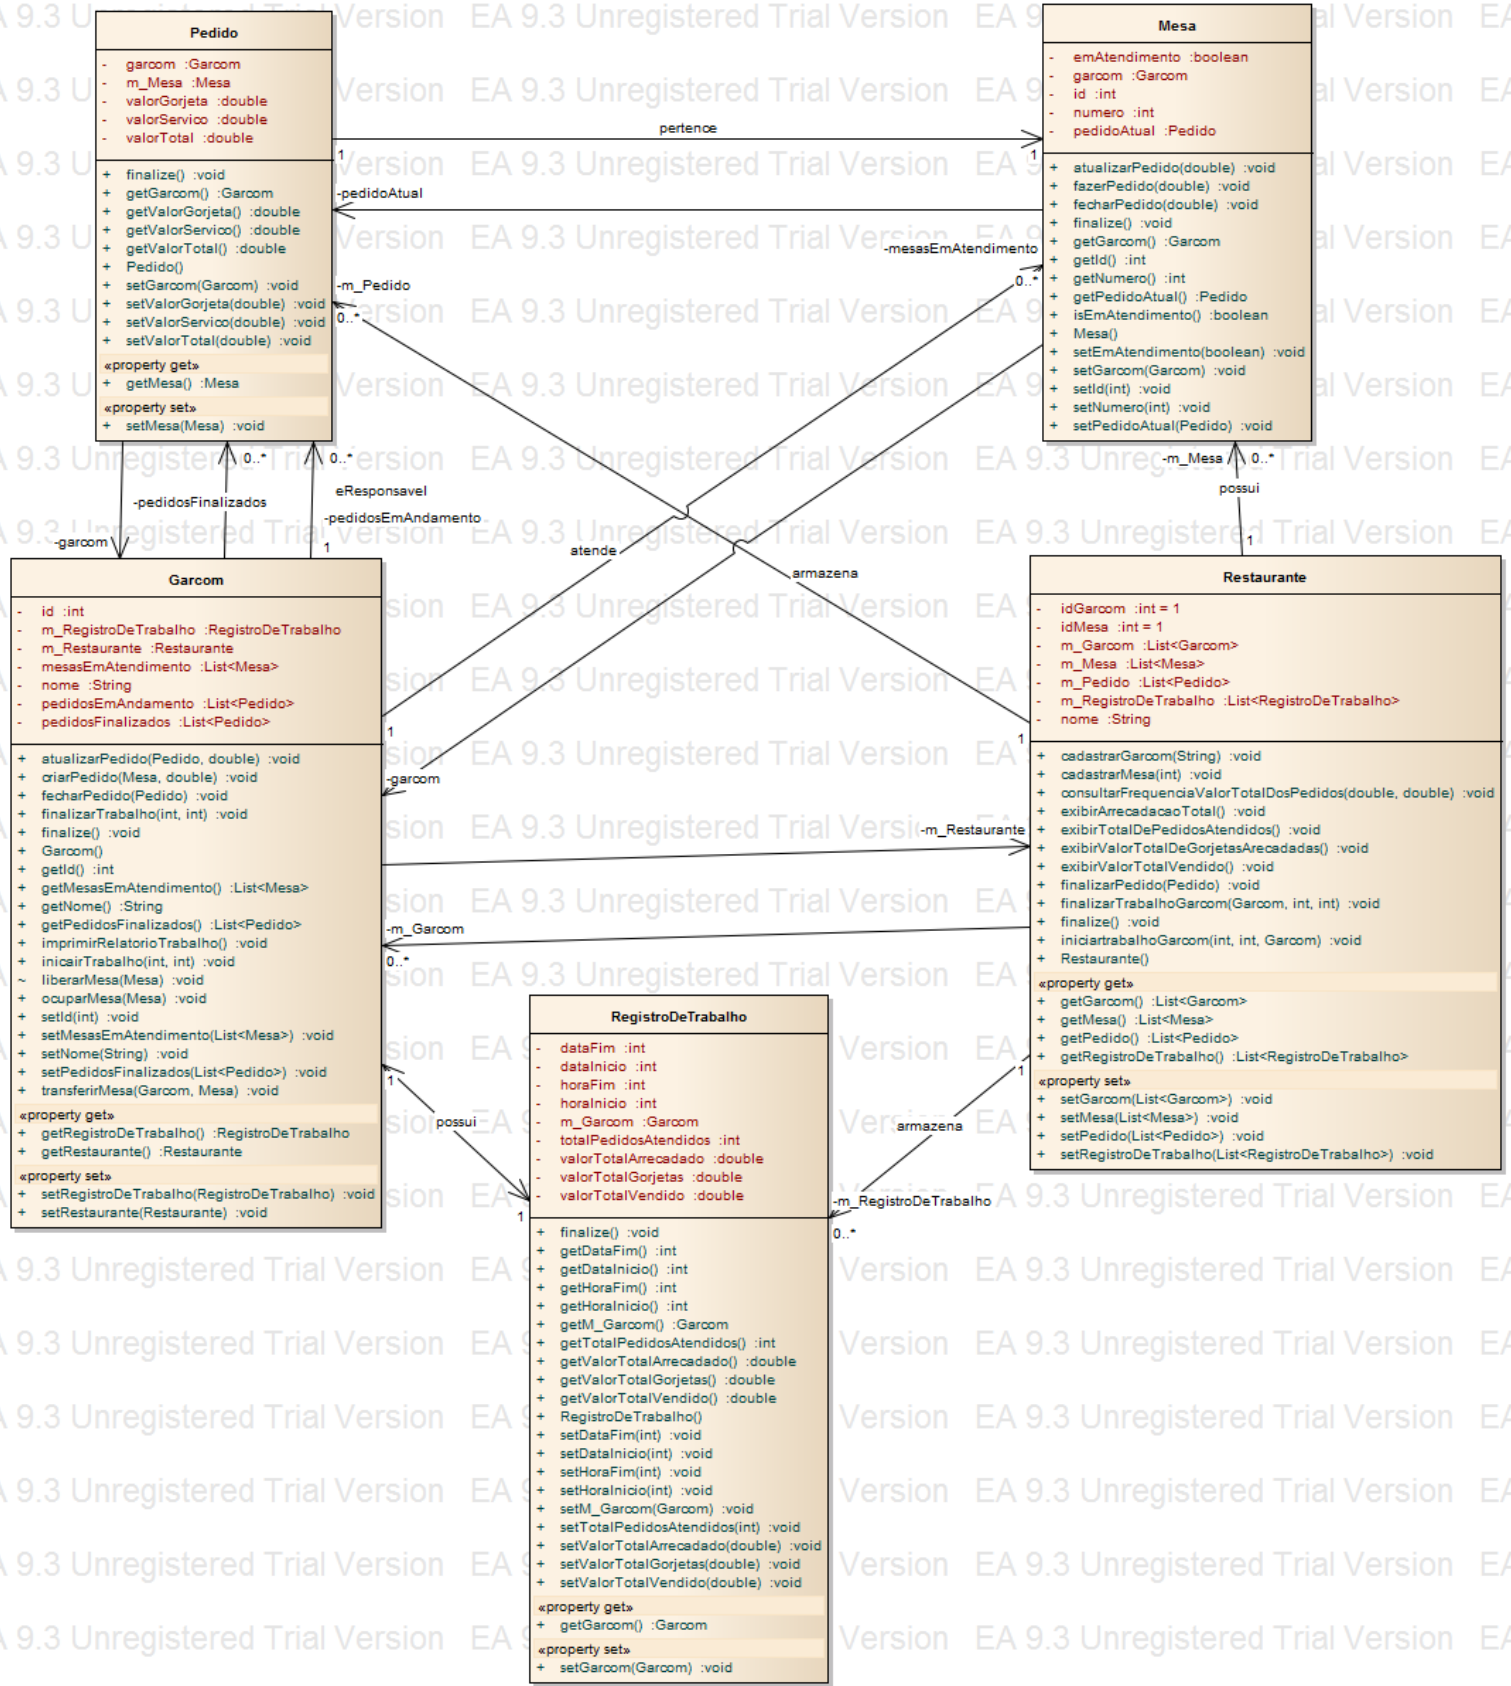 Pedido
- garcom :Garcom
- m_Mesa :Mesa
- valorGorjeta :double
- valorServico :double
- valorTotal :double
+ finalize() :void
+ getGarcom() :Garcom
+ getValorGorjeta() :double
+ getValorServico() :double
+ getValorTotal() :double
+ Pedido()
+ setGarcom(Garcom) :void
+ setValorGorjeta(double) :void
+ setValorServico(double) :void
+ setValorTotal(double) :void
«property get»
+ getMesa() :Mesa
«property set»
+ setMesa(Mesa) :void
Mesa
- emAtendimento :boolean
- garcom :Garcom
- id :int
- numero :int
- pedidoAtual :Pedido
+ atualizarPedido(double) :void
+ fazerPedido(double) :void
+ fecharPedido(double) :void
+ finalize() :void
+ getGarcom() :Garcom
+ getId() :int
+ getNumero() :int
+ getPedidoAtual() :Pedido
+ isEmAtendimento() :boolean
+ Mesa()
+ setEmAtendimento(boolean) :void
+ setGarcom(Garcom) :void
+ setId(int) :void
+ setNumero(int) :void
+ setPedidoAtual(Pedido) :void
pertence
1
1
-pedidoAtual
-mesasEmAtendimento
0..*
-m_Pedido
0..*
0..*
0..*
-pedidosFinalizados
eResponsavel
-pedidosEmAndamento
-garcom
1
atende
armazena
-m_Mesa
0..*
possui
1
Garcom
- id :int
- m_RegistroDeTrabalho :RegistroDeTrabalho
- m_Restaurante :Restaurante
- mesasEmAtendimento :List<Mesa>
- nome :String
- pedidosEmAndamento :List<Pedido>
- pedidosFinalizados :List<Pedido>
+ atualizarPedido(Pedido, double) :void
+ criarPedido(Mesa, double) :void
+ fecharPedido(Pedido) :void
+ finalizarTrabalho(int, int) :void
+ finalize() :void
+ Garcom()
+ getId() :int
+ getMesasEmAtendimento() :List<Mesa>
+ getNome() :String
+ getPedidosFinalizados() :List<Pedido>
+ imprimirRelatorioTrabalho() :void
+ inicairTrabalho(int, int) :void
~ liberarMesa(Mesa) :void
+ ocuparMesa(Mesa) :void
+ setId(int) :void
+ setMesasEmAtendimento(List<Mesa>) :void
+ setNome(String) :void
+ setPedidosFinalizados(List<Pedido>) :void
+ transferirMesa(Garcom, Mesa) :void
«property get»
+ getRegistroDeTrabalho() :RegistroDeTrabalho
+ getRestaurante() :Restaurante
«property set»
+ setRegistroDeTrabalho(RegistroDeTrabalho) :void
+ setRestaurante(Restaurante) :void
Restaurante
- idGarcom :int = 1
- idMesa :int = 1
- m_Garcom :List<Garcom>
- m_Mesa :List<Mesa>
- m_Pedido :List<Pedido>
- m_RegistroDeTrabalho :List<RegistroDeTrabalho>
- nome :String
+ cadastrarGarcom(String) :void
+ cadastrarMesa(int) :void
+ consultarFrequenciaValorTotalDosPedidos(double, double) :void
+ exibirArrecadacaoTotal() :void
+ exibirTotalDePedidosAtendidos() :void
+ exibirValorTotalDeGorjetasArecadadas() :void
+ exibirValorTotalVendido() :void
+ finalizarPedido(Pedido) :void
+ finalizarTrabalhoGarcom(Garcom, int, int) :void
+ finalize() :void
+ iniciartrabalhoGarcom(int, int, Garcom) :void
+ Restaurante()
«property get»
+ getGarcom() :List<Garcom>
+ getMesa() :List<Mesa>
+ getPedido() :List<Pedido>
+ getRegistroDeTrabalho() :List<RegistroDeTrabalho>
«property set»
+ setGarcom(List<Garcom>) :void
+ setMesa(List<Mesa>) :void
+ setPedido(List<Pedido>) :void
+ setRegistroDeTrabalho(List<RegistroDeTrabalho>) :void
1
1
-garcom
-m_Restaurante
-m_Garcom
0..*
1
possui
1
1
armazena
-m_RegistroDeTrabalho
0..*
RegistroDeTrabalho
- dataFim :int
- dataInicio :int
- horaFim :int
- horaInicio :int
- m_Garcom :Garcom
- totalPedidosAtendidos :int
- valorTotalArrecadado :double
- valorTotalGorjetas :double
- valorTotalVendido :double
+ finalize() :void
+ getDataFim() :int
+ getDataInicio() :int
+ getHoraFim() :int
+ getHoraInicio() :int
+ getM_Garcom() :Garcom
+ getTotalPedidosAtendidos() :int
+ getValorTotalArrecadado() :double
+ getValorTotalGorjetas() :double
+ getValorTotalVendido() :double
+ RegistroDeTrabalho()
+ setDataFim(int) :void
+ setDataInicio(int) :void
+ setHoraFim(int) :void
+ setHoraInicio(int) :void
+ setM_Garcom(Garcom) :void
+ setTotalPedidosAtendidos(int) :void
+ setValorTotalArrecadado(double) :void
+ setValorTotalGorjetas(double) :void
+ setValorTotalVendido(double) :void
«property get»
+ getGarcom() :Garcom
«property set»
+ setGarcom(Garcom) :void
EA 9.3 Unregistered Trial Version